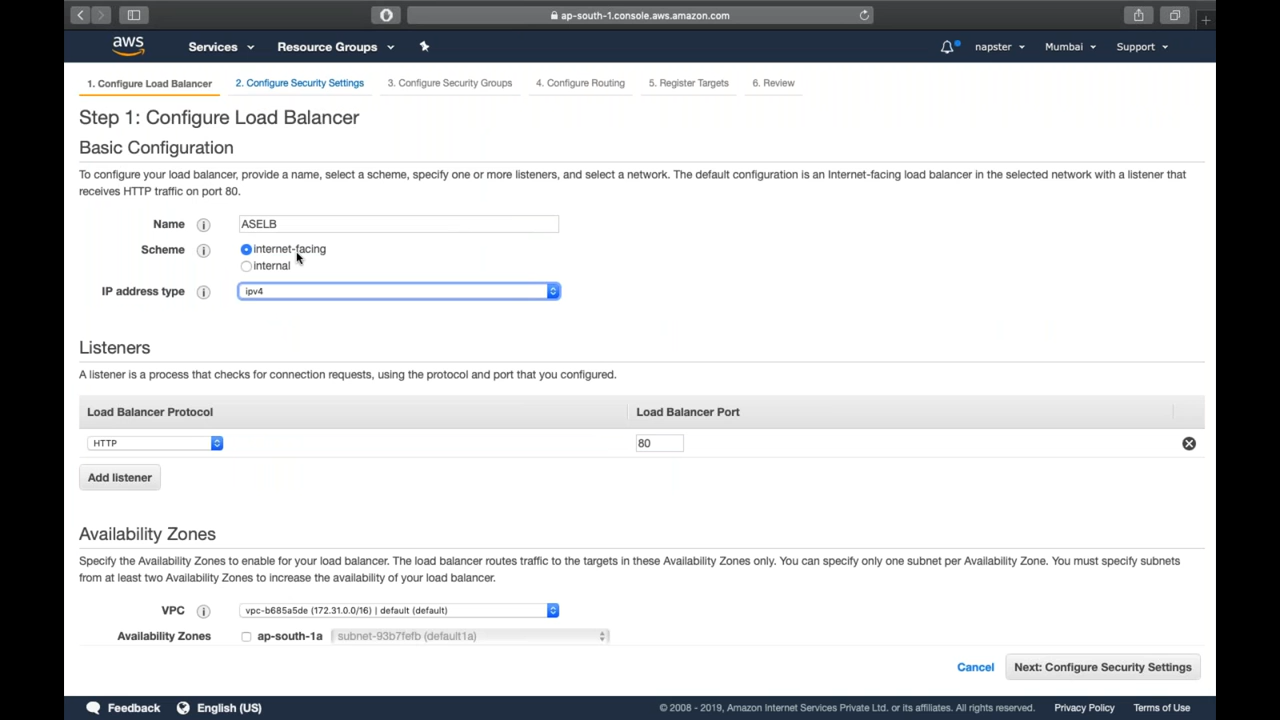 ap-south-1.console.aws.amazon.com
aws Services Resource Groups napster Mumbai Support
1. Configure Load Balancer 2. Configure Security Settings 3. Configure Security Groups 4. Configure Routing 5. Register Targets 6. Review
Step 1: Configure Load Balancer
Basic Configuration
To configure your load balancer, provide a name, select a scheme, specify one or more listeners, and select a network. The default configuration is an Internet-facing load balancer in the selected network with a listener that
receives HTTP traffic on port 80.
Name i ASELB
Scheme i internet-facing
internal
IP address type i ipv4
Listeners
A listener is a process that checks for connection requests, using the protocol and port that you configured.
Load Balancer Protocol Load Balancer Port
HTTP 80
Add listener
Availability Zones
Specify the Availability Zones to enable for your load balancer. The load balancer routes traffic to the targets in these Availability Zones only. You can specify only one subnet per Availability Zone. You must specify subnets
from at least two Availability Zones to increase the availability of your load balancer.
VPC i vpc-b685a5de (172.31.0.0/16) | default (default)
Availability Zones ap-south-1a subnet-93b7fefb (default1a)
Cancel Next: Configure Security Settings
Feedback English (US) © 2008 - 2019, Amazon Internet Services Private Ltd. or its affiliates. All rights reserved. Privacy Policy Terms of Use